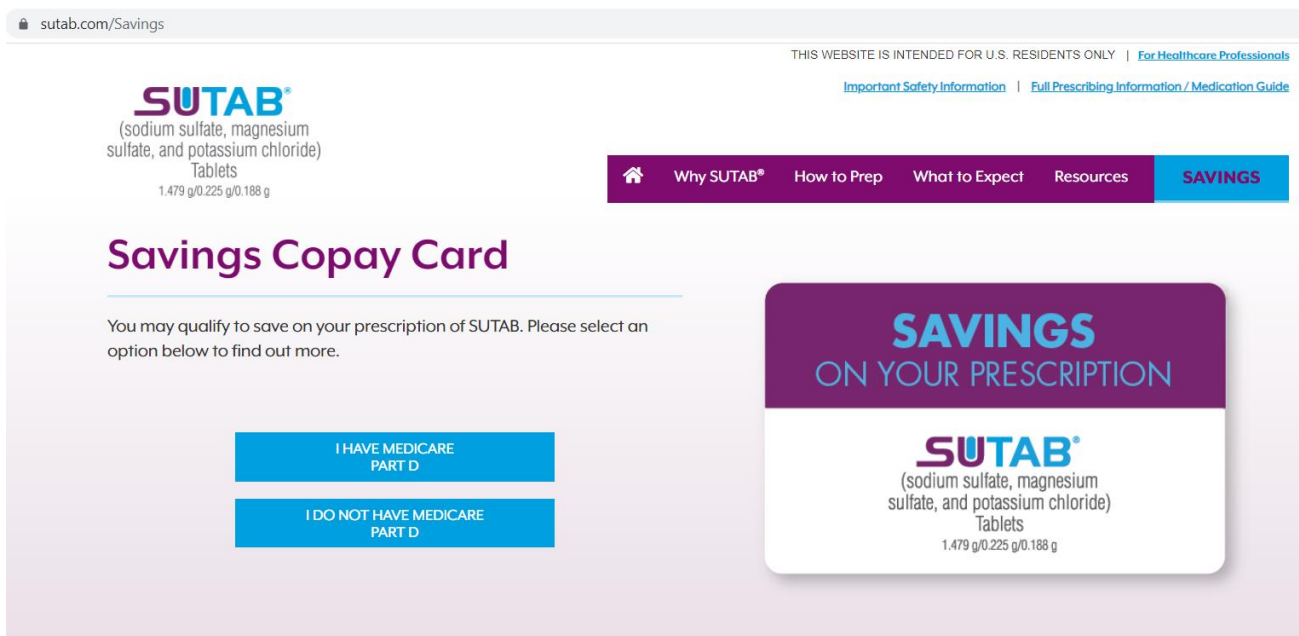 sutab.com/Savings
THIS WEBSITE IS INTENDED FOR U.S. RESIDENTS ONLY | For Healthcare Professionals
Important Safety Information | Full Prescribing Information / Medication Guide
SUTAB®
(sodium sulfate, magnesium
sulfate, and potassium chloride)
Tablets
1.479 g/0.225 g/0.188 g
Why SUTAB® How to Prep What to Expect Resources SAVINGS
Savings Copay Card
You may qualify to save on your prescription of SUTAB. Please select an
option below to find out more.
I HAVE MEDICARE
PART D
I DO NOT HAVE MEDICARE
PART D
SAVINGS
ON YOUR PRESCRIPTION
SUTAB®
(sodium sulfate, magnesium
sulfate, and potassium chloride)
Tablets
1.479 g/0.225 g/0.188 g